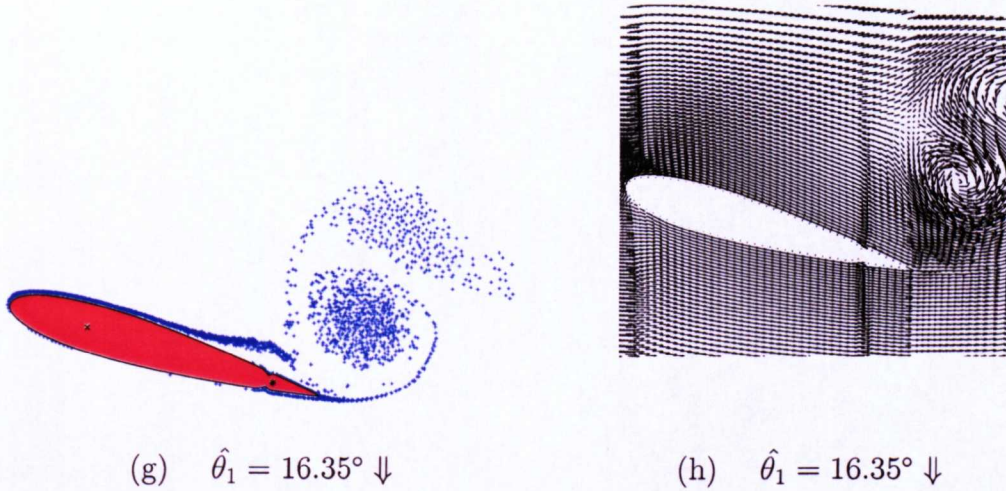 (g) θ̂₁ = 16.35° ⇓
(h) θ̂₁ = 16.35° ⇓